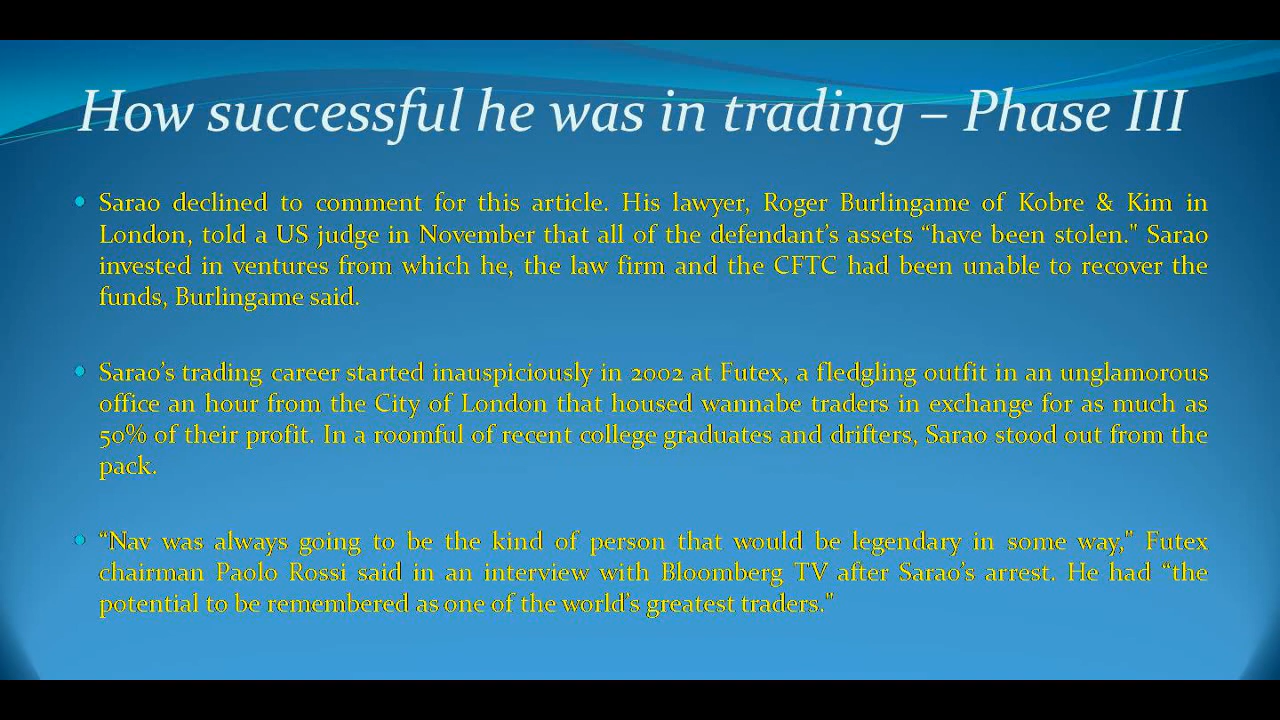 How successful he was in trading – Phase III
• Sarao declined to comment for this article. His lawyer, Roger Burlingame of Kobre & Kim in
London, told a US judge in November that all of the defendant’s assets “have been stolen." Sarao
invested in ventures from which he, the law firm and the CFTC had been unable to recover the
funds, Burlingame said.
• Sarao’s trading career started inauspiciously in 2002 at Futex, a fledgling outfit in an unglamorous
office an hour from the City of London that housed wannabe traders in exchange for as much as
50% of their profit. In a roomful of recent college graduates and drifters, Sarao stood out from the
pack.
• “Nav was always going to be the kind of person that would be legendary in some way,” Futex
chairman Paolo Rossi said in an interview with Bloomberg TV after Sarao’s arrest. He had “the
potential to be remembered as one of the world’s greatest traders.”